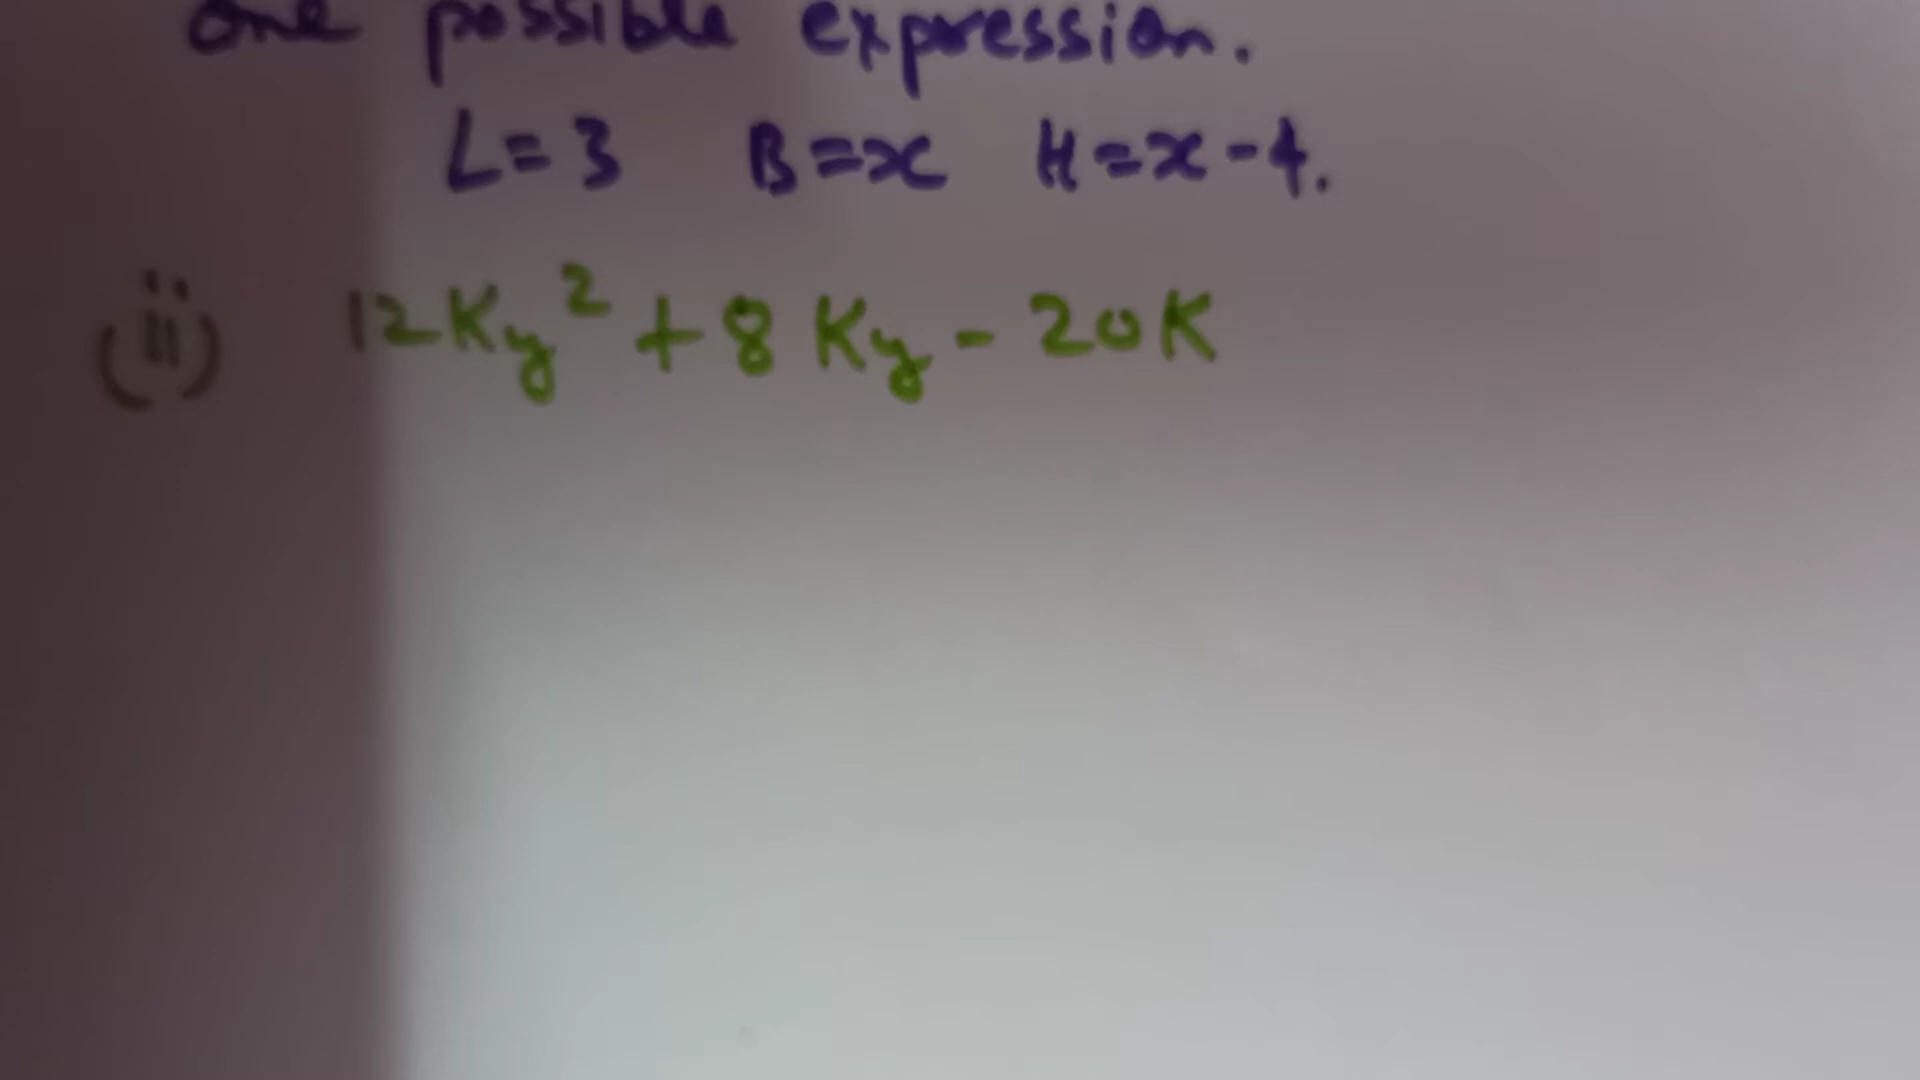 one possible expression.
L=3 B=x H=x-4.
(ii) 12Ky²+8Ky-20K